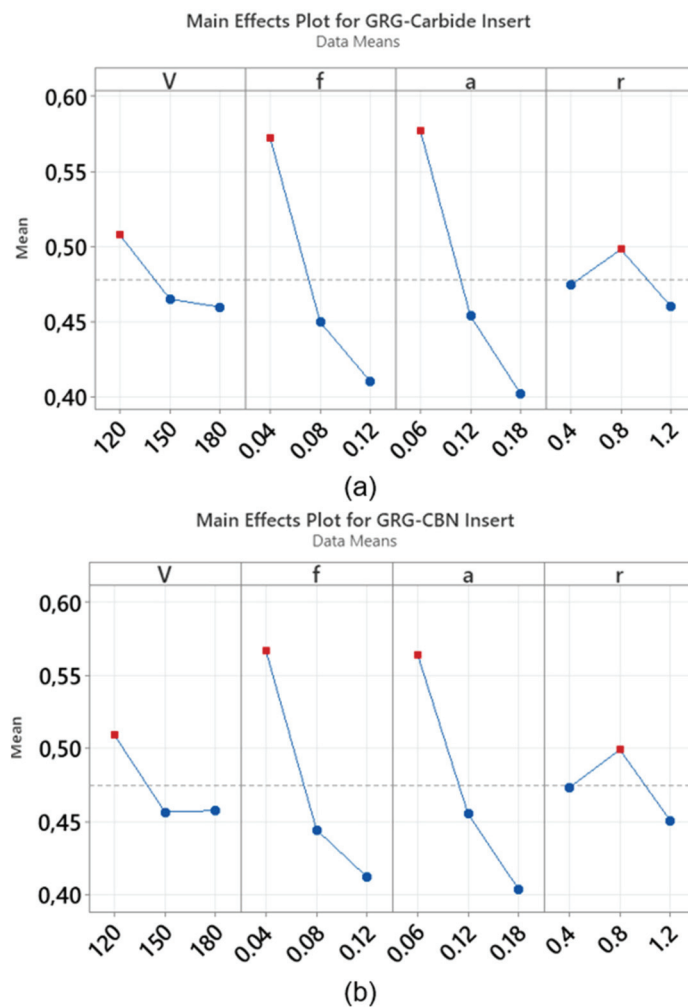 Main Effects Plot for GRG-Carbide Insert
Data Means
V f a r
0,60
0,55
0,50
0,45
0,40
Mean
120 150 180 0.04 0.08 0.12 0.06 0.12 0.18 0.4 0.8 1.2
(a)
Main Effects Plot for GRG-CBN Insert
Data Means
V f a r
0,60
0,55
0,50
0,45
0,40
Mean
120 150 180 0.04 0.08 0.12 0.06 0.12 0.18 0.4 0.8 1.2
(b)